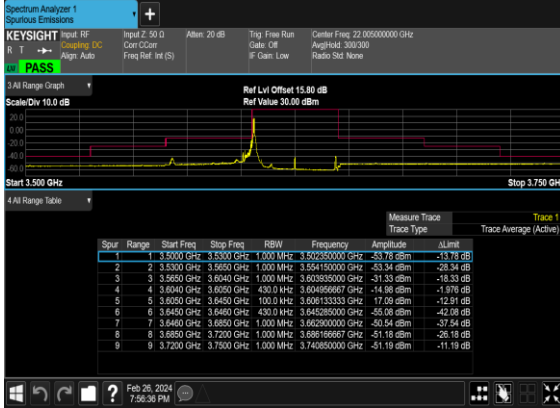 Spectrum Analyzer 1
Spurious Emissions
+
KEYSIGHT Input: RF Input Z: 50 Ω Atten: 20 dB Trig: Free Run Center Freq: 22.005000000 GHz
R T Coupling: DC Corr CCorr Gate: Off Avg|Hold: 300/300
Align: Auto Freq Ref: Int (S) IF Gain: Low Radio Std: None
PASS
3 All Range Graph Ref Lvl Offset 15.80 dB
Scale/Div 10.0 dB Ref Value 30.00 dBm
20.0
0.00
-20.0
-40.0
-60.0
Start 3.500 GHz Stop 3.750 GH
4 All Range Table
Measure Trace Trace 1
Trace Type Trace Average (Active)
Spur Range Start Freq Stop Freq RBW Frequency Amplitude ΔLimit
1 1 3.5000 GHz 3.5300 GHz 1.000 MHz 3.502350000 GHz -53.78 dBm -13.78 dB
2 2 3.5300 GHz 3.5650 GHz 1.000 MHz 3.554150000 GHz -53.34 dBm -28.34 dB
3 3 3.5650 GHz 3.6040 GHz 1.000 MHz 3.603910000 GHz -31.33 dBm -18.33 dB
4 4 3.6040 GHz 3.6050 GHz 430.0 kHz 3.604956667 GHz -14.98 dBm -1.976 dB
5 5 3.6050 GHz 3.6450 GHz 100.0 kHz 3.606133333 GHz 17.09 dBm -12.91 dB
6 6 3.6450 GHz 3.6460 GHz 430.0 kHz 3.645285000 GHz -55.08 dBm -42.08 dB
7 7 3.6460 GHz 3.6850 GHz 1.000 MHz 3.662900000 GHz -50.54 dBm -37.54 dB
8 8 3.6850 GHz 3.7200 GHz 1.000 MHz 3.686166667 GHz -51.18 dBm -26.18 dB
9 9 3.7200 GHz 3.7500 GHz 1.000 MHz 3.740850000 GHz -51.19 dBm -11.19 dB
? Feb 26, 2024
7:56:36 PM